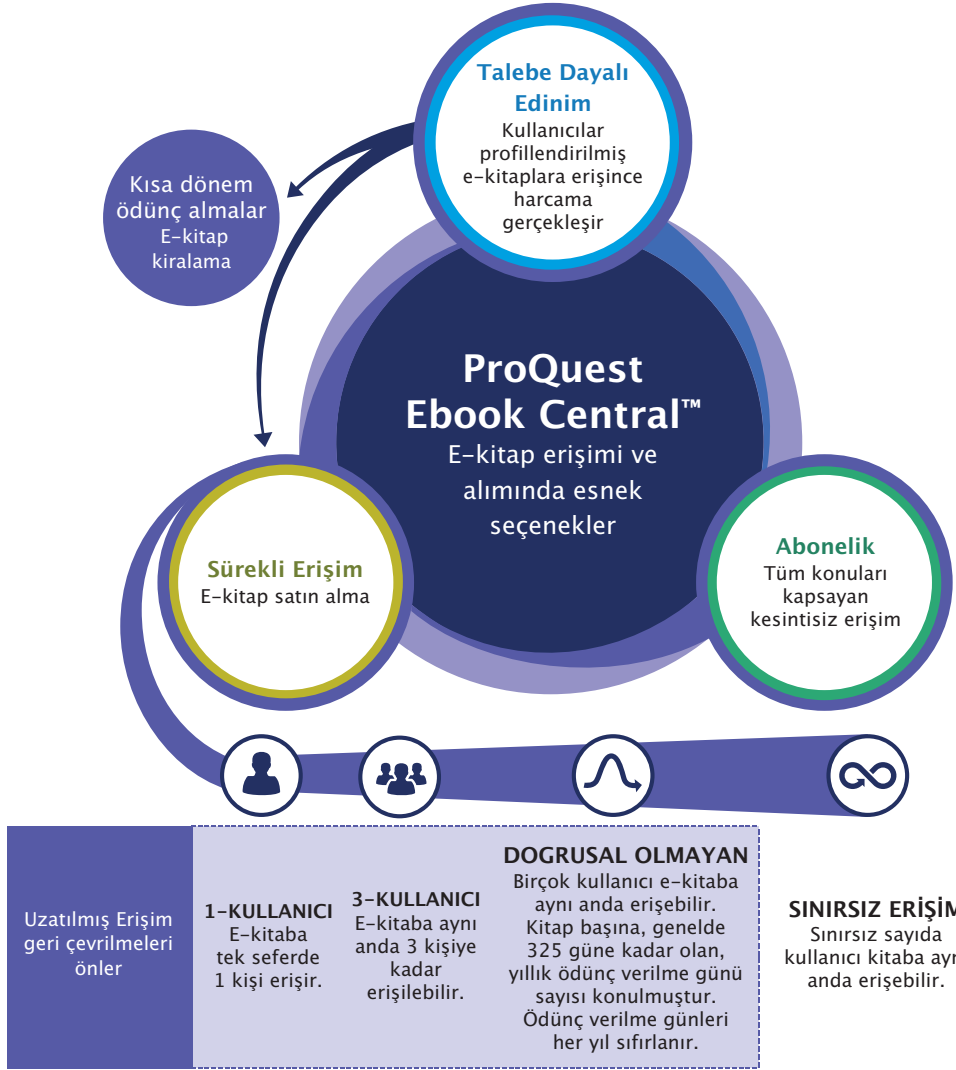 Talebe Dayalı
Edinim
Kullanıcılar
profillendirilmiş
e-kitaplara erişince
harcama
gerçekleşir
Kısa dönem
ödünç almalar
E-kitap
kiralama
ProQuest
Ebook Central™
E-kitap erişimi ve
alımında esnek
seçenekler
Sürekli Erişim
E-kitap satın alma
Abonelik
Tüm konuları
kapsayan
kesintisiz erişim
Uzatılmış Erişim
geri çevrilmeleri
önler
1-KULLANICI
E-kitaba
tek seferde
1 kişi erişir.
3-KULLANICI
E-kitaba aynı
anda 3 kişiye
kadar
erişilebilir.
DOGRUSAL OLMAYAN
Birçok kullanıcı e-kitaba
aynı anda erişebilir.
Kitap başına, genelde
325 güne kadar olan,
yıllık ödünç verilme günü
sayısı konulmuştur.
Ödünç verilme günleri
her yıl sıfırlanır.
SINIRSIZ ERİŞİM
Sınırsız sayıda
kullanıcı kitaba
anda erişebilir.